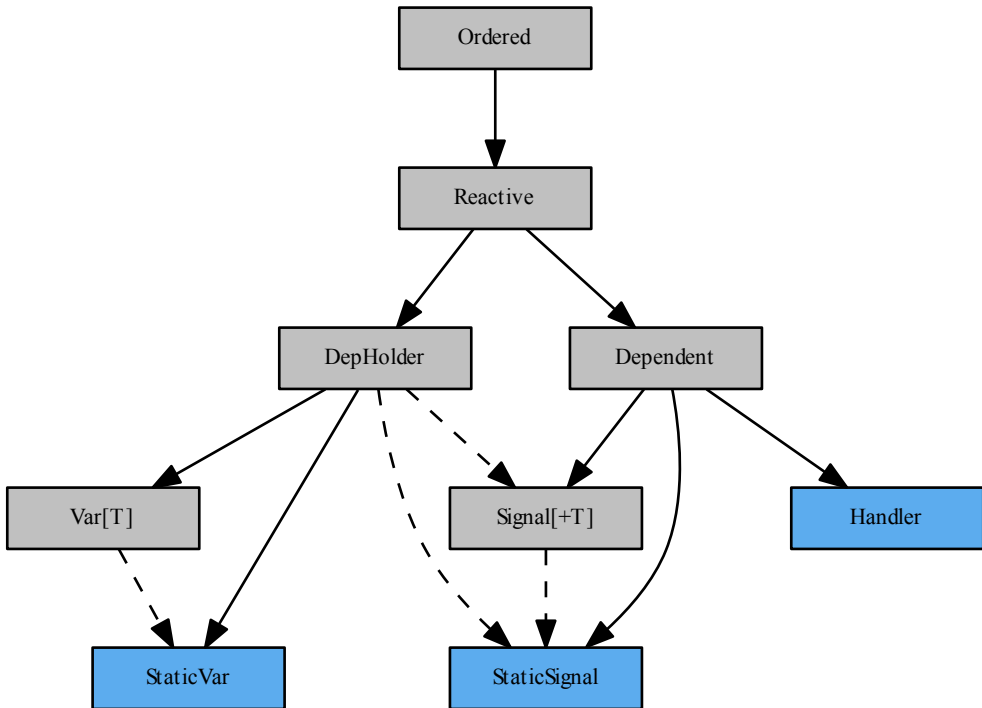 Ordered
Reactive
DepHolder
Dependent
Var[T]
Signal[+T]
Handler
StaticVar
StaticSignal